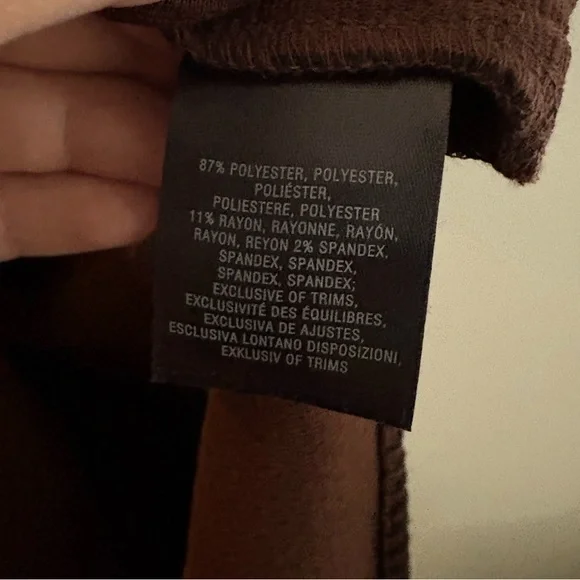 87% POLYESTER, POLYESTER,
POLIÉSTER,
POLIESTERE, POLYESTER
11% RAYON, RAYONNE, RAYÓN,
RAYON, REYON 2% SPANDEX,
SPANDEX, SPANDEX,
SPANDEX, SPANDEX;
EXCLUSIVE OF TRIMS,
EXCLUSIVITÉ DES ÉQUILIBRES,
EXCLUSIVA DE AJUSTES,
ESCLUSIVA LONTANO DISPOSIZIONI,
EXKLUSIV OF TRIMS